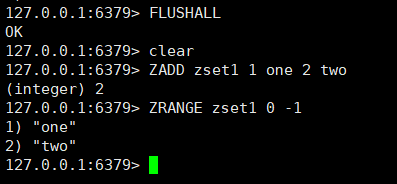 127.0.0.1:6379> FLUSHALL
OK
127.0.0.1:6379> clear
127.0.0.1:6379> ZADD zset1 1 one 2 two
(integer) 2
127.0.0.1:6379> ZRANGE zset1 0 -1
1) "one"
2) "two"
127.0.0.1:6379>